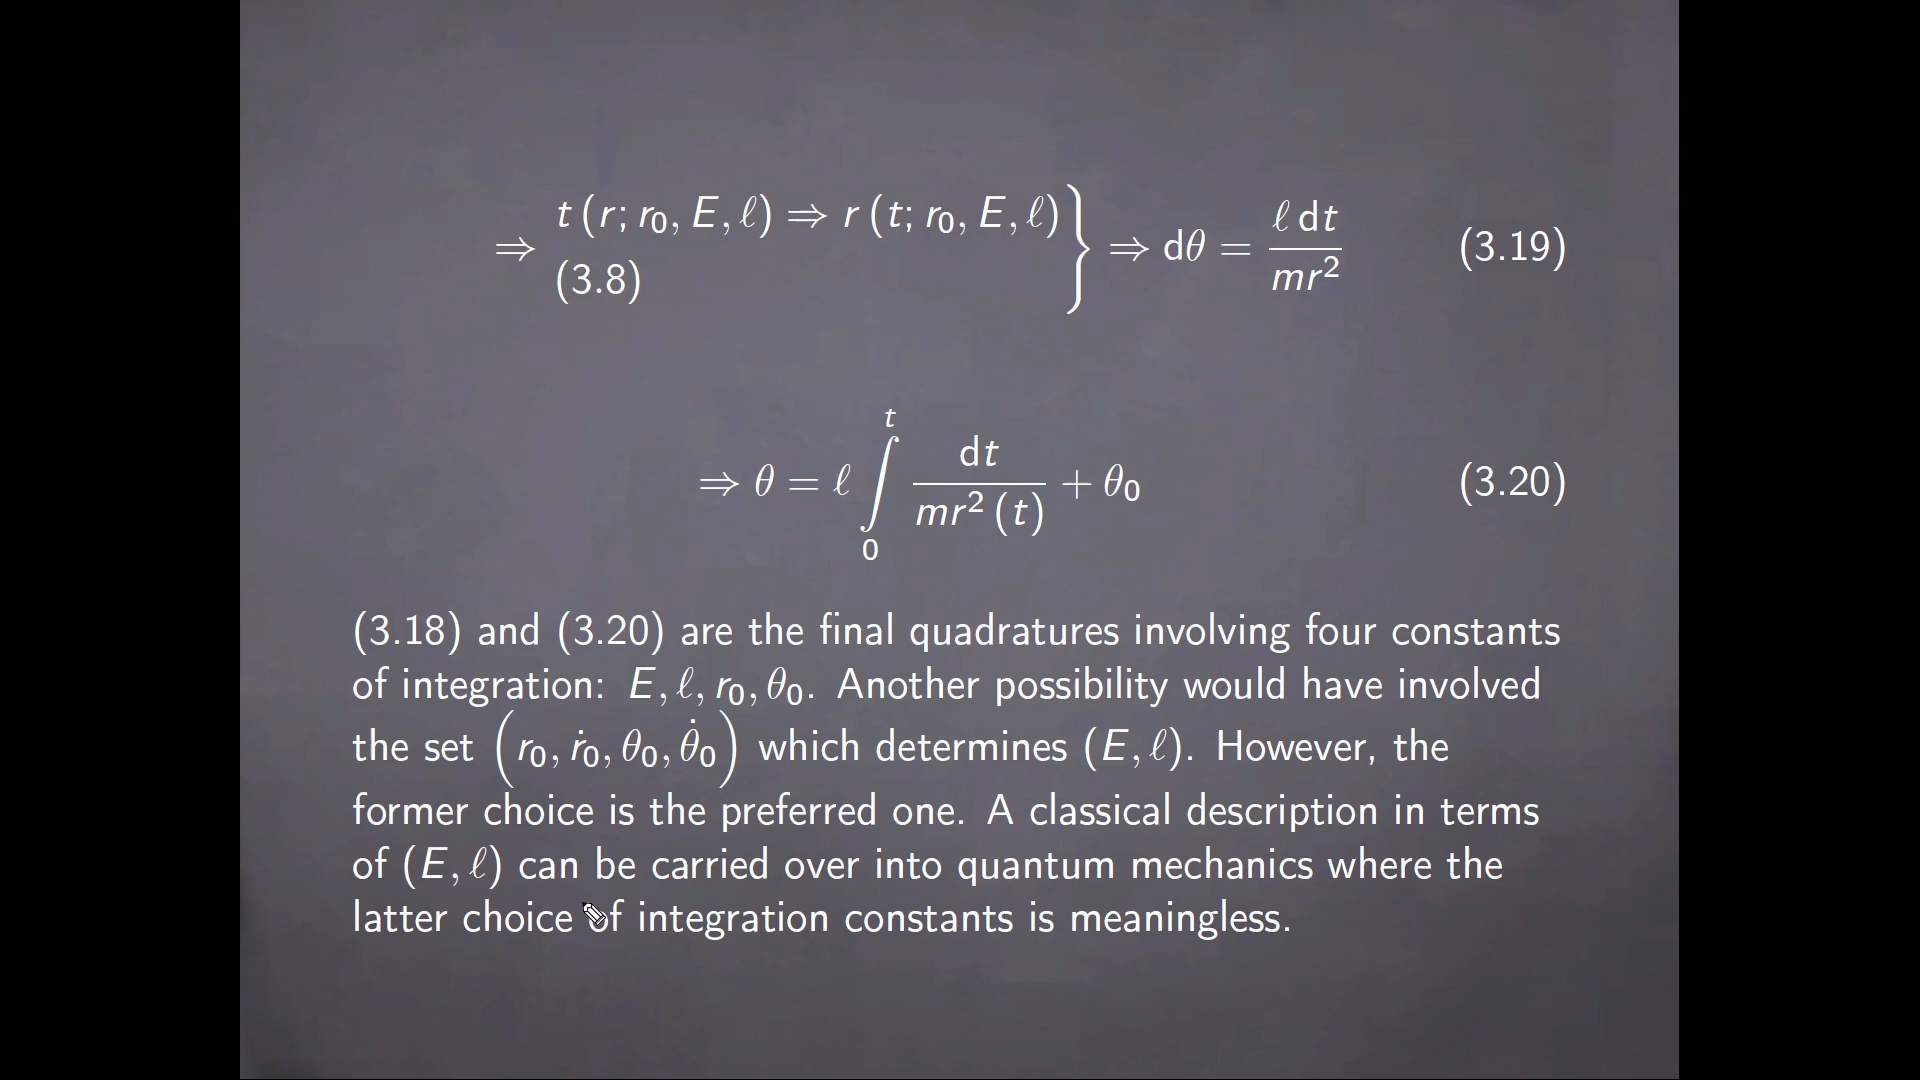 ⇒ t (r; r₀, E, ℓ) ⇒ r (t; r₀, E, ℓ) (3.8) } ⇒ dθ = ℓ dt / mr² (3.19)
⇒ θ = ℓ ∫₀ᵗ dt / mr² (t) + θ₀ (3.20)
(3.18) and (3.20) are the final quadratures involving four constants
of integration: E, ℓ, r₀, θ₀. Another possibility would have involved
the set (r₀, ṙ₀, θ₀, θ̇₀) which determines (E, ℓ). However, the
former choice is the preferred one. A classical description in terms
of (E, ℓ) can be carried over into quantum mechanics where the
latter choice of integration constants is meaningless.